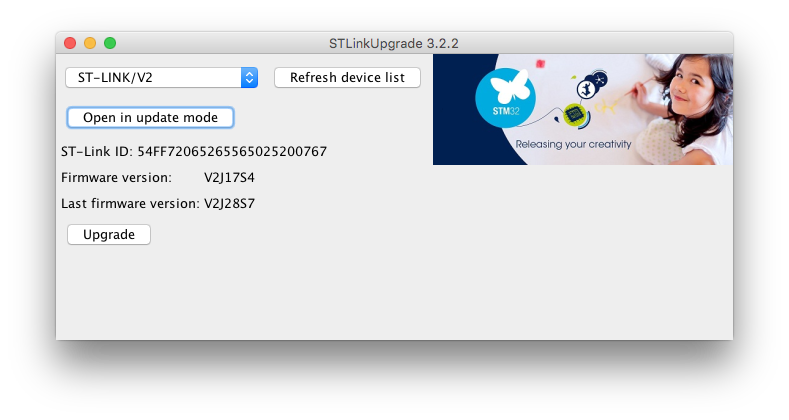 STLinkUpgrade 3.2.2
ST-LINK/V2
Refresh device list
Open in update mode
ST-Link ID: 54FF72065265565025200767
Firmware version: V2J17S4
Last firmware version: V2J28S7
Upgrade
STM32
Releasing your creativity